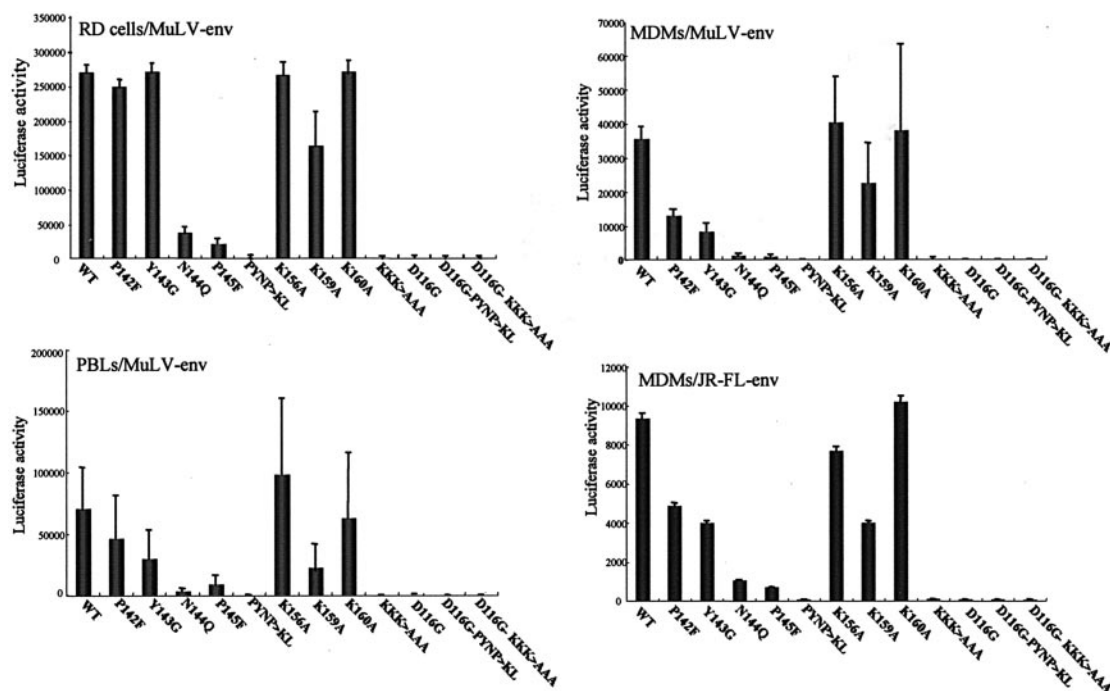 RD cells/MuLV-env
Luciferase activity
350000
300000
250000
200000
150000
100000
50000
0
WT
P142F
Y143G
N144Q
P145F
PYNP>KL
K156A
K159A
K160A
KKK>AAA
D116G
D116G-PYNP>KL
D116G- KKK>AAA
MDMs/MuLV-env
Luciferase activity
70000
60000
50000
40000
30000
20000
10000
0
WT
P142F
Y143G
N144Q
P145F
PYNP>KL
K156A
K159A
K160A
KKK>AAA
D116G
D116G-PYNP>KL
D116G- KKK>AAA
PBLs/MuLV-env
Luciferase activity
200000
150000
100000
50000
0
WT
P142F
Y143G
N144Q
P145F
PYNP>KL
K156A
K159A
K160A
KKK>AAA
D116G
D116G-PYNP>KL
D116G- KKK>AAA
MDMs/JR-FL-env
Luciferase activity
12000
10000
8000
6000
4000
2000
0
WT
P142F
Y143G
N144Q
P145F
PYNP>KL
K156A
K159A
K160A
KKK>AAA
D116G
D116G-PYNP>KL
D116G- KKK>AAA